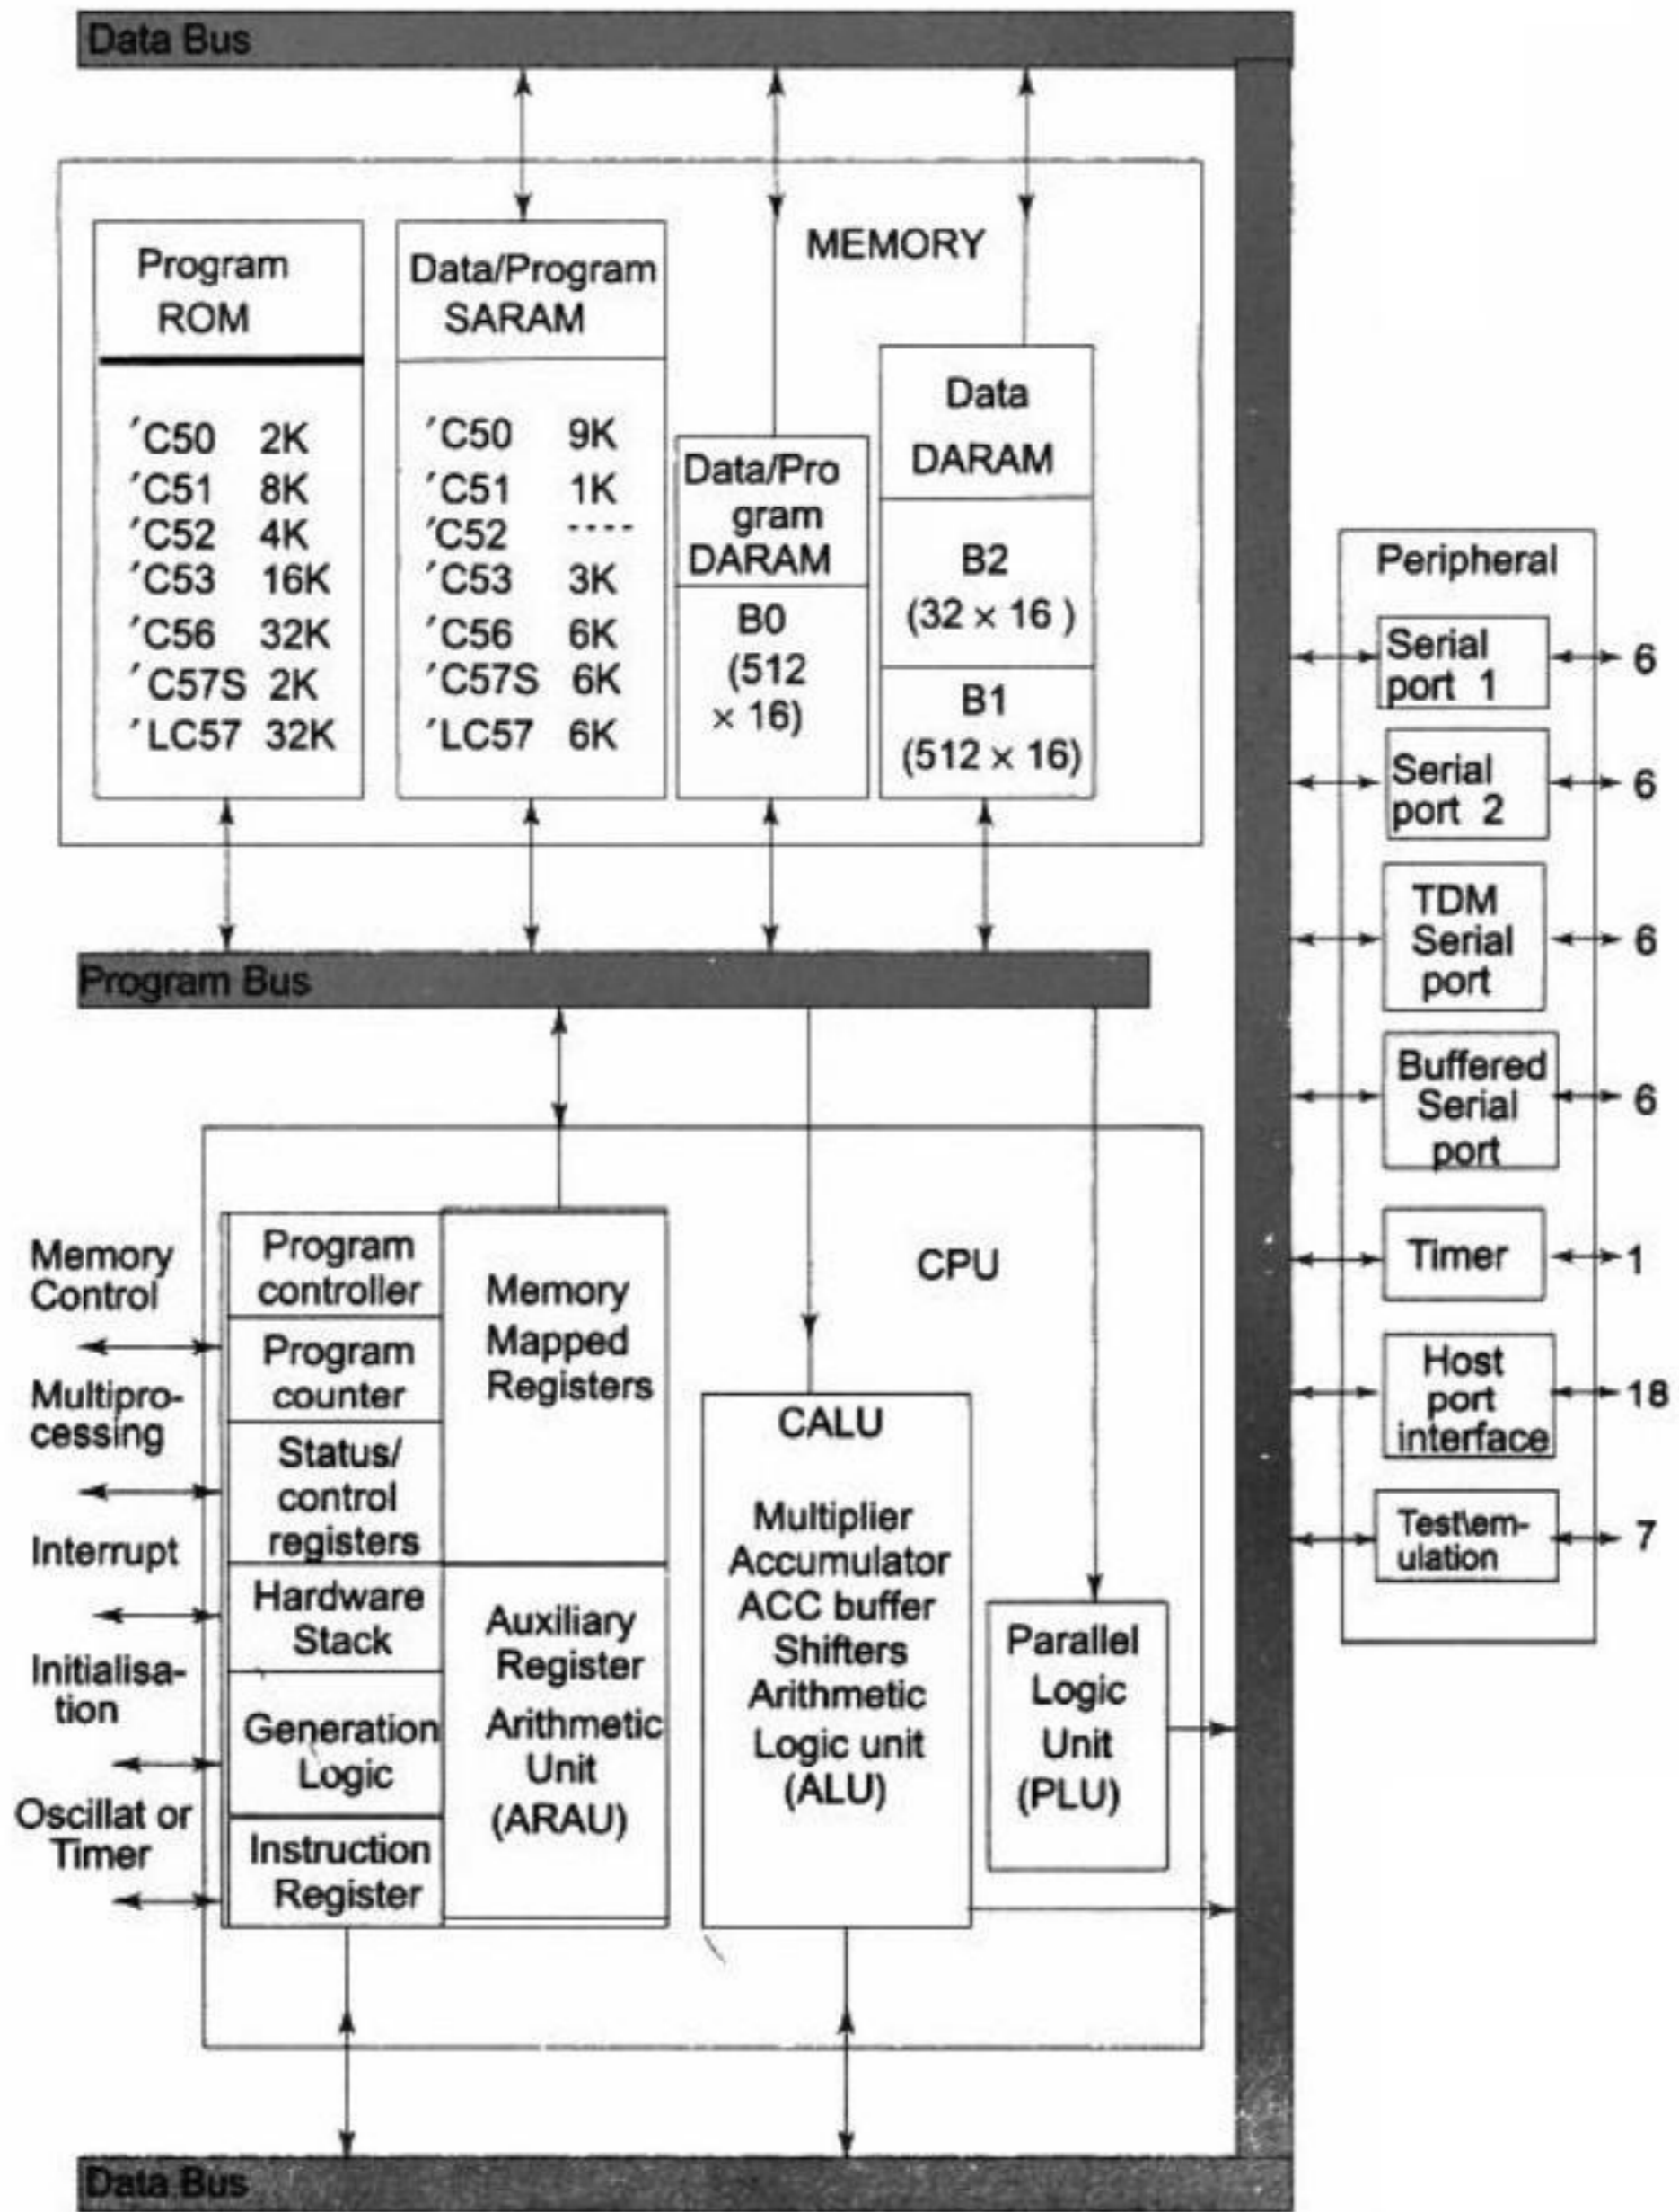 Data Bus
MEMORY
Program
ROM
′C50 2K
′C51 8K
′C52 4K
′C53 16K
′C56 32K
′C57S 2K
′LC57 32K
Data/Program
SARAM
′C50 9K
′C51 1K
′C52 ----
′C53 3K
′C56 6K
′C57S 6K
′LC57 6K
Data/Pro
gram
DARAM
B0
(512
× 16)
Data
DARAM
B2
(32 × 16 )
B1
(512 × 16)
Program Bus
CPU
Memory
Control
Multipro-
cessing
Interrupt
Initialisa-
tion
Oscillat or
Timer
Program
controller
Program
counter
Status/
control
registers
Hardware
Stack
Generation
Logic
Instruction
Register
Memory
Mapped
Registers
Auxiliary
Register
Arithmetic
Unit
(ARAU)
CALU
Multiplier
Accumulator
ACC buffer
Shifters
Arithmetic
Logic unit
(ALU)
Parallel
Logic
Unit
(PLU)
Peripheral
Serial
port 1
6
Serial
port 2
6
TDM
Serial
port
6
Buffered
Serial
port
6
Timer
1
Host
port
interface
18
Test\em-
ulation
7
Data Bus